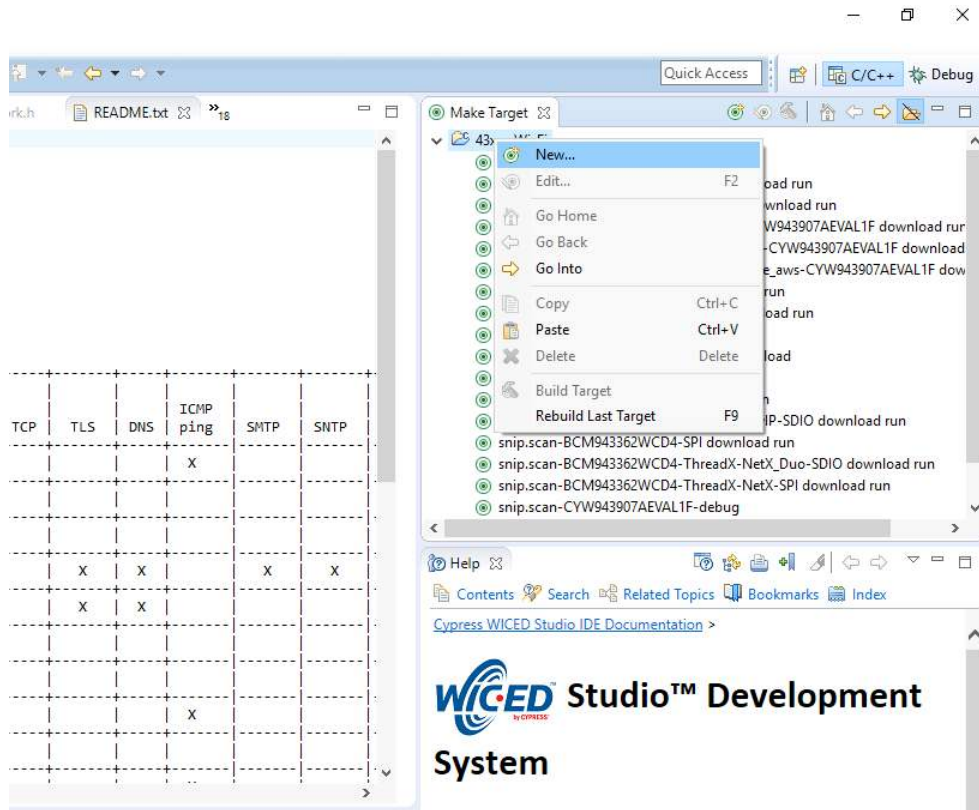 Quick Access C/C++ Debug
README.txt 18
Make Target
New...
Edit... F2 oad run
wnload run
Go Home W943907AEVAL1F download run
Go Back -CYW943907AEVAL1F download
Go Into e_aws-CYW943907AEVAL1F dow
run
Copy Ctrl+C oad run
Paste Ctrl+V
Delete Delete load
Build Target
Rebuild Last Target F9 IP-SDIO download run
snip.scan-BCM943362WCD4-SPI download run
snip.scan-BCM943362WCD4-ThreadX-NetX_Duo-SDIO download run
snip.scan-BCM943362WCD4-ThreadX-NetX-SPI download run
snip.scan-CYW943907AEVAL1F-debug
ICMP
TCP TLS DNS ping SMTP SNTP
X
X X X X
X X
X
Help
Contents Search Related Topics Bookmarks Index
Cypress WICED Studio IDE Documentation >
WICED™ Studio™ Development
by CYPRESS
System